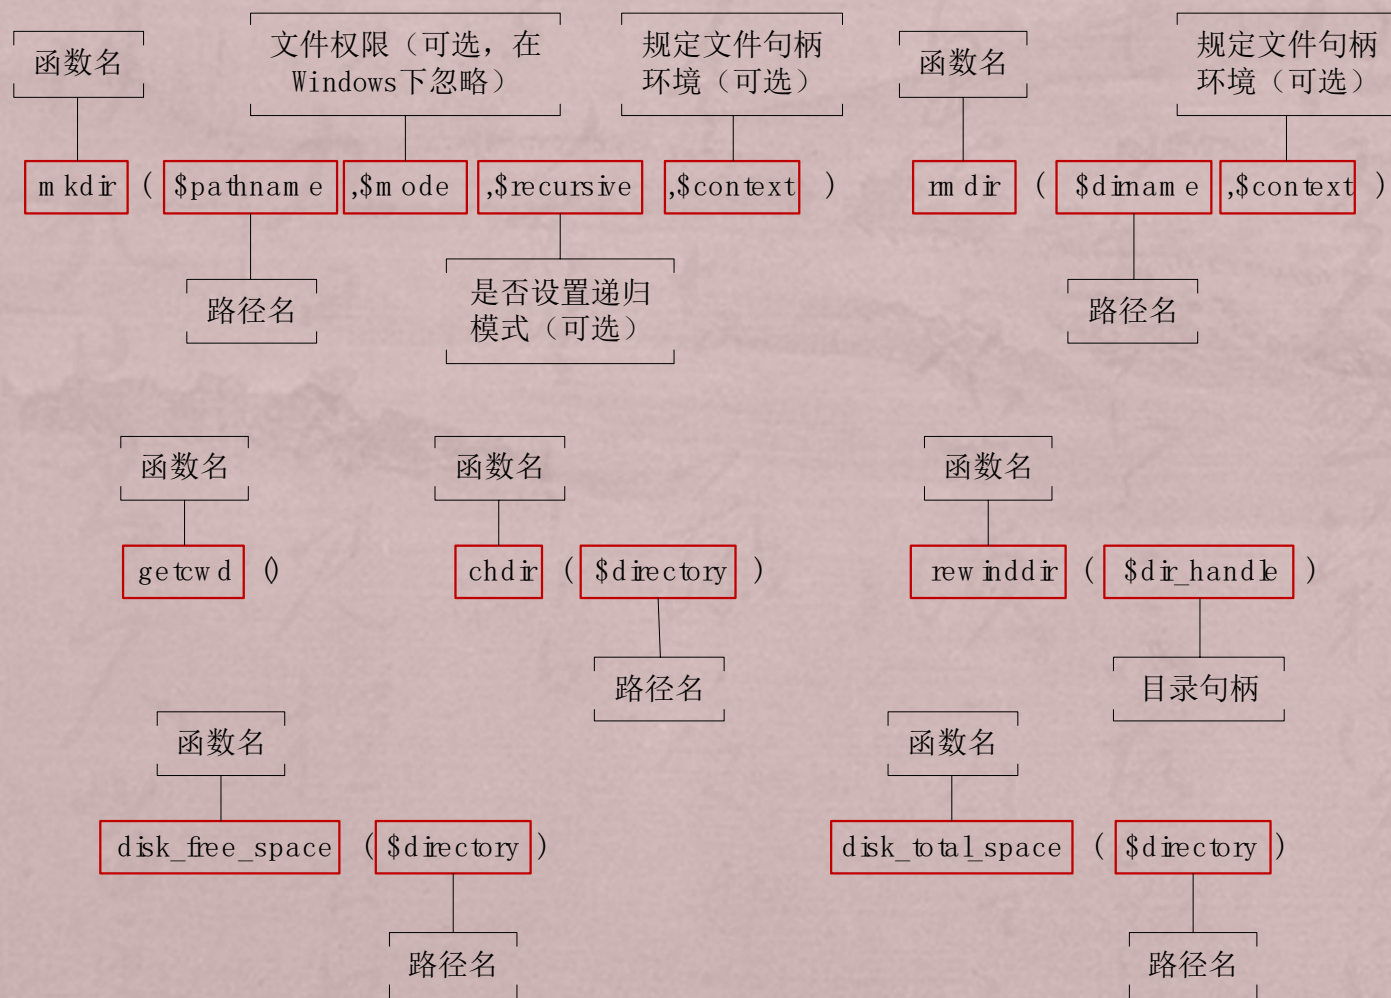 函数名
文件权限（可选，在
Windows下忽略）
规定文件句柄
环境（可选）
函数名
规定文件句柄
环境（可选）
mkdir ( $pathname ,$mode ,$recursive ,$context )
rmdir ( $dirname ,$context )
路径名
是否设置递归
模式（可选）
路径名
函数名
函数名
函数名
getcwd ()
chdir ( $directory )
rewinddir ( $dir_handle )
路径名
目录句柄
函数名
函数名
disk_free_space ( $directory )
disk_total_space ( $directory )
路径名
路径名